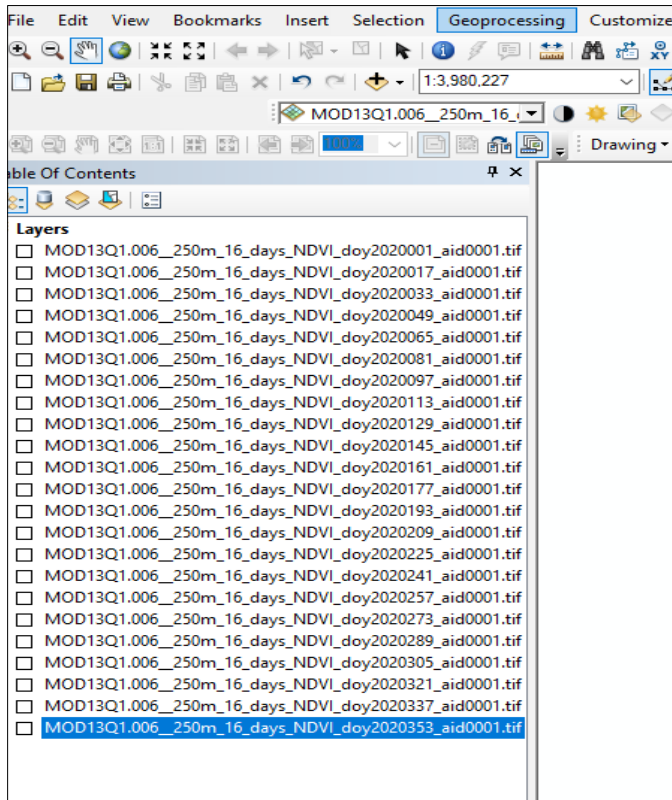 File Edit View Bookmarks Insert Selection Geoprocessing Customize
1:3,980,227
MOD13Q1.006__250m_16_
100%
Drawing
ble Of Contents
Layers
MOD13Q1.006__250m_16_days_NDVI_doy2020001_aid0001.tif
MOD13Q1.006__250m_16_days_NDVI_doy2020017_aid0001.tif
MOD13Q1.006__250m_16_days_NDVI_doy2020033_aid0001.tif
MOD13Q1.006__250m_16_days_NDVI_doy2020049_aid0001.tif
MOD13Q1.006__250m_16_days_NDVI_doy2020065_aid0001.tif
MOD13Q1.006__250m_16_days_NDVI_doy2020081_aid0001.tif
MOD13Q1.006__250m_16_days_NDVI_doy2020097_aid0001.tif
MOD13Q1.006__250m_16_days_NDVI_doy2020113_aid0001.tif
MOD13Q1.006__250m_16_days_NDVI_doy2020129_aid0001.tif
MOD13Q1.006__250m_16_days_NDVI_doy2020145_aid0001.tif
MOD13Q1.006__250m_16_days_NDVI_doy2020161_aid0001.tif
MOD13Q1.006__250m_16_days_NDVI_doy2020177_aid0001.tif
MOD13Q1.006__250m_16_days_NDVI_doy2020193_aid0001.tif
MOD13Q1.006__250m_16_days_NDVI_doy2020209_aid0001.tif
MOD13Q1.006__250m_16_days_NDVI_doy2020225_aid0001.tif
MOD13Q1.006__250m_16_days_NDVI_doy2020241_aid0001.tif
MOD13Q1.006__250m_16_days_NDVI_doy2020257_aid0001.tif
MOD13Q1.006__250m_16_days_NDVI_doy2020273_aid0001.tif
MOD13Q1.006__250m_16_days_NDVI_doy2020289_aid0001.tif
MOD13Q1.006__250m_16_days_NDVI_doy2020305_aid0001.tif
MOD13Q1.006__250m_16_days_NDVI_doy2020321_aid0001.tif
MOD13Q1.006__250m_16_days_NDVI_doy2020337_aid0001.tif
MOD13Q1.006__250m_16_days_NDVI_doy2020353_aid0001.tif